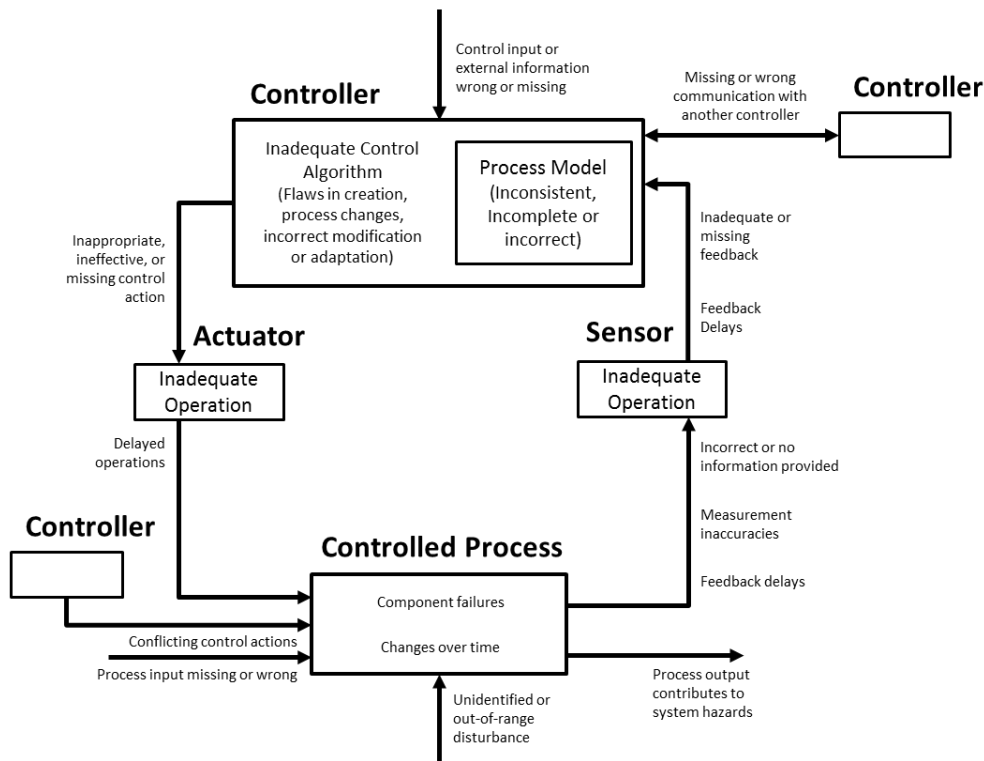 Control input or
external information
wrong or missing
Controller
Missing or wrong
communication with
another controller
Controller
Inadequate Control
Algorithm
(Flaws in creation,
process changes,
incorrect modification
or adaptation)
Process Model
(Inconsistent,
Incomplete or
incorrect)
Inappropriate,
ineffective, or
missing control
action
Inadequate or
missing
feedback
Feedback
Delays
Actuator
Inadequate
Operation
Sensor
Inadequate
Operation
Delayed
operations
Incorrect or no
information provided
Measurement
inaccuracies
Feedback delays
Controller
Controlled Process
Component failures
Changes over time
Conflicting control actions
Process input missing or wrong
Unidentified or
out-of-range
disturbance
Process output
contributes to
system hazards